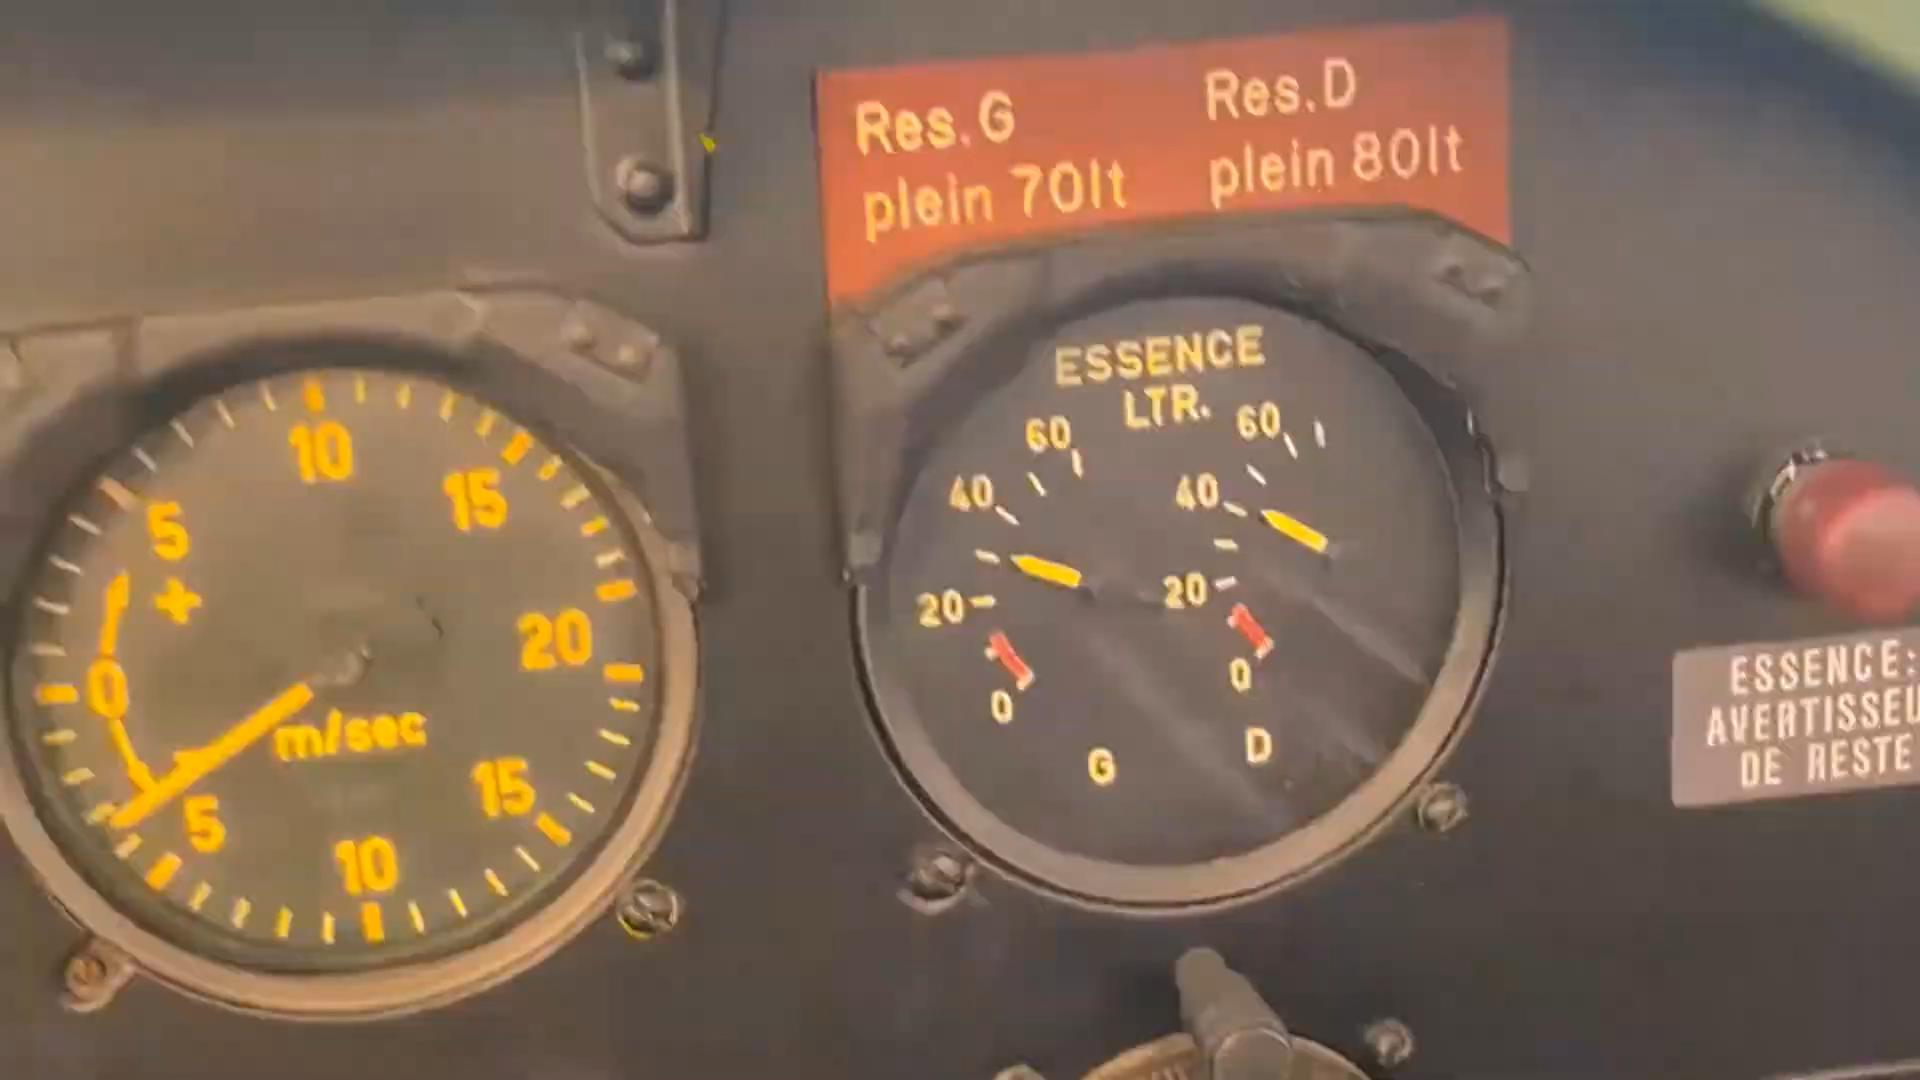 Res. G
plein 70lt
Res. D
plein 80lt
10
15
20
15
10
5
0
5
+
m/sec
ESSENCE
LTR.
60
40
20
0
G
60
40
20
0
D
ESSENCE:
AVERTISSEU
DE RESTE